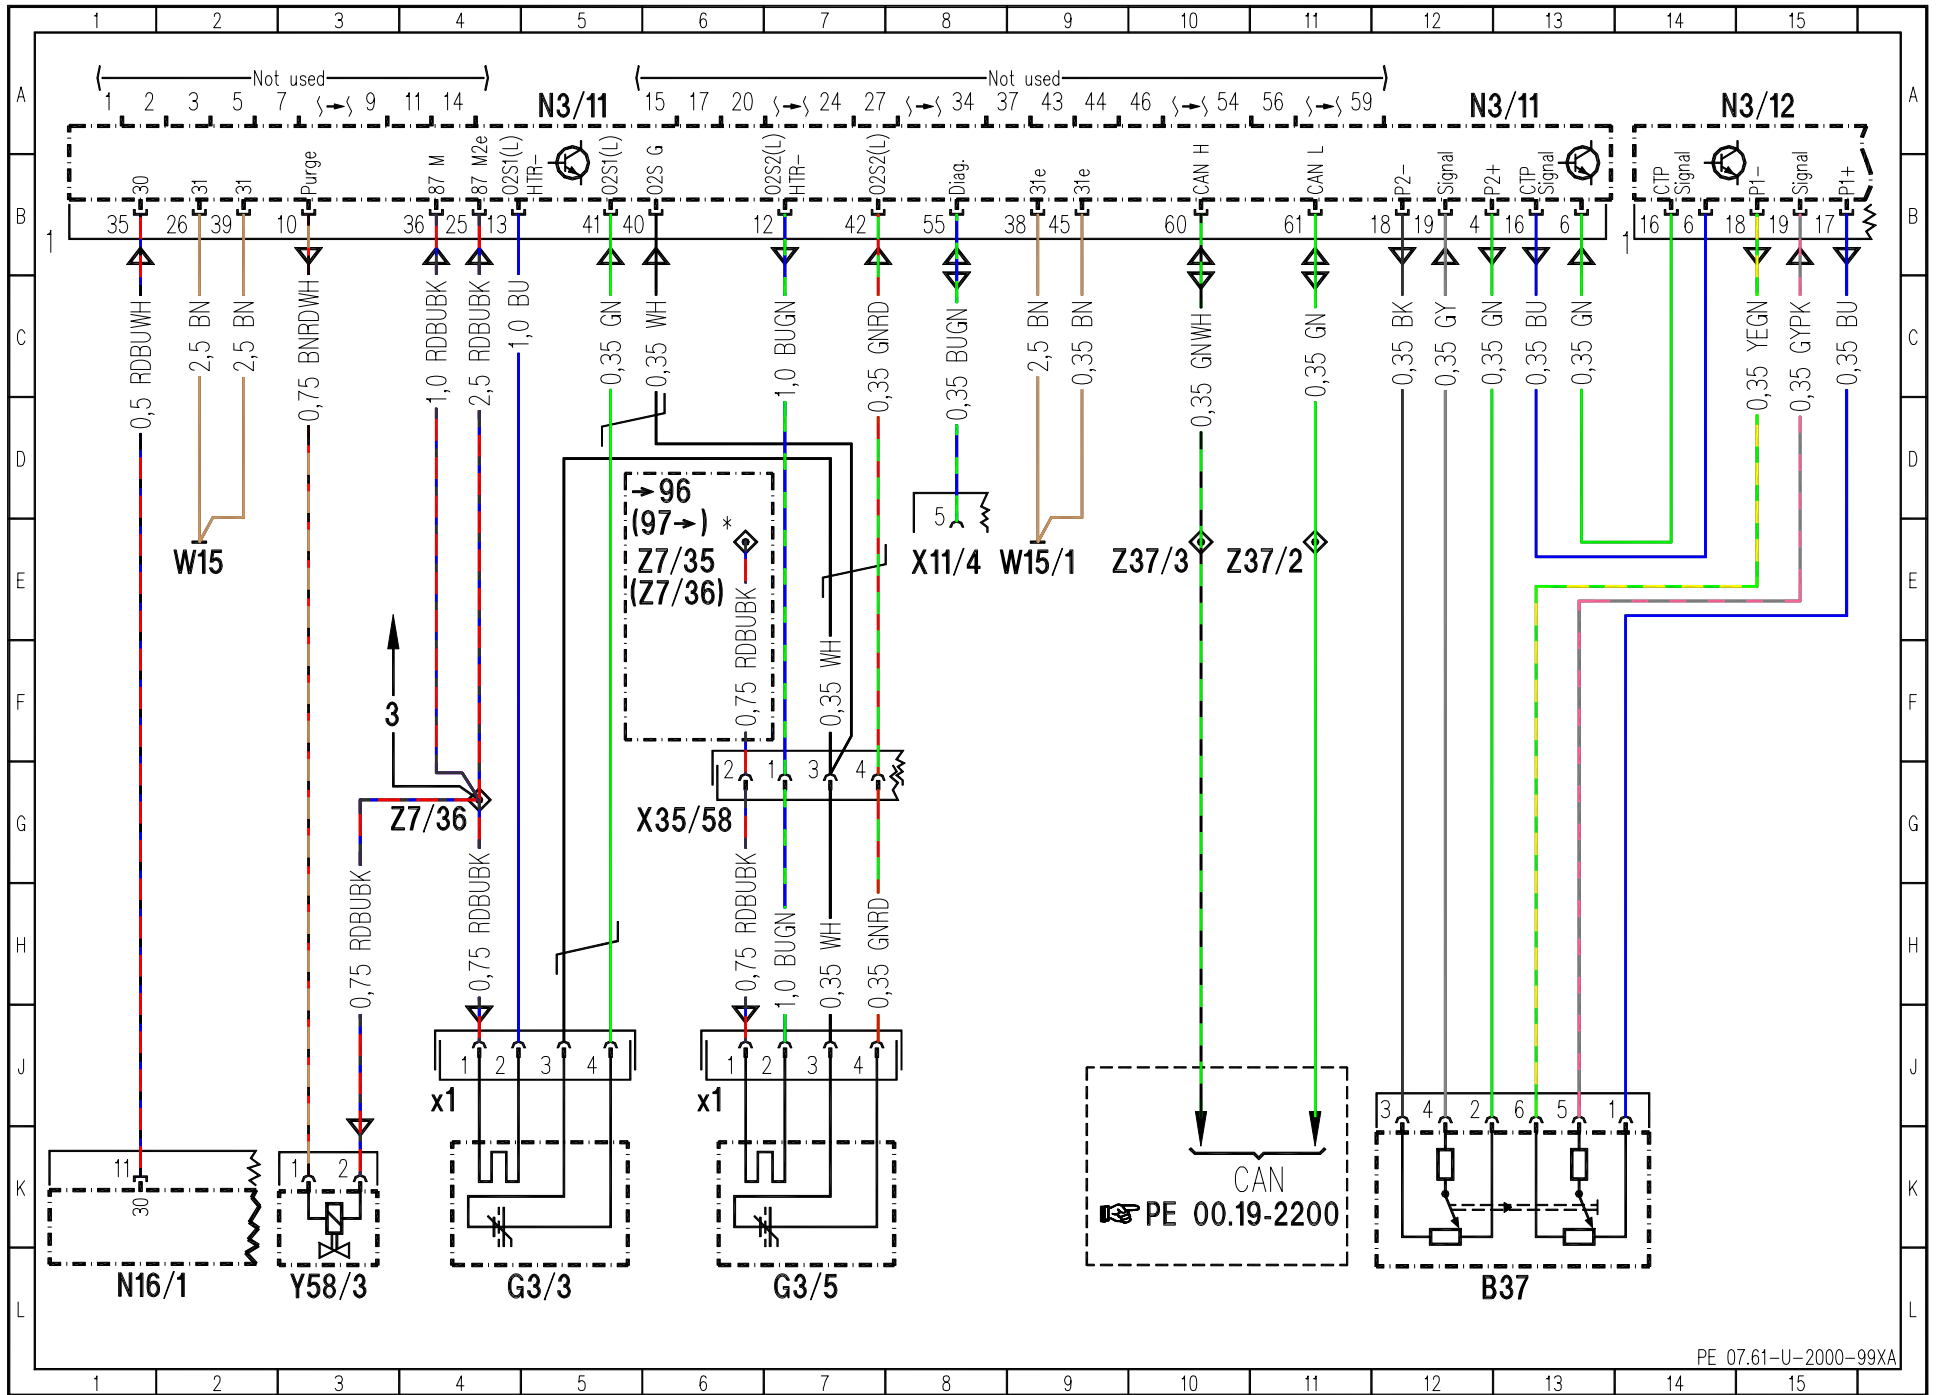 1 2 3 4 5 6 7 8 9 10 11 12 13 14 15
Not used Not used
A 1 2 3 5 7 9 11 14 N3/11 15 17 20 24 27 34 37 43 44 46 54 56 59 N3/11 N3/12 A
30 31 31 Purge 87 M 87 M2e O2S1(L) HTR- O2S1(L) O2S G O2S2(L) HTR- O2S2(L) Diag. 31e 31e CAN H CAN L P2- Signal P2+ CTP Signal CTP Signal P1- Signal P1+
B 35 26 39 10 36 25 13 41 40 12 42 55 38 45 60 61 18 19 4 16 6 16 6 18 19 17 B
1 1
C 0,5 RDBUWH 2,5 BN 2,5 BN 0,75 BNRDWH 1,0 RDBUBK 2,5 RDBUBK 1,0 BU 0,35 GN 0,35 WH 1,0 BUGN 0,35 GNRD 0,35 BUGN 2,5 BN 0,35 BN 0,35 GNWH 0,35 GN 0,35 BK 0,35 GY 0,35 GN 0,35 BU 0,35 GN 0,35 YEGN 0,35 GYPK 0,35 BU C
D D
→96
(97→) *
5
W15 Z7/35 X11/4 W15/1 Z37/3 Z37/2
E (Z7/36) E
0,75 RDBUBK 0,35 WH
F 3 F
2 1 3 4
G Z7/36 X35/58 G
0,75 RDBUBK 0,75 RDBUBK 0,75 RDBUBK 1,0 BUGN 0,35 WH 0,35 GNRD
H H
J 1 2 3 4 1 2 3 4 J
x1 x1
3 4 2 6 5 1
11 1 2
K 30 CAN K
PE 00.19-2200
N16/1 Y58/3 G3/3 G3/5 B37
L L
PE 07.61-U-2000-99XA
1 2 3 4 5 6 7 8 9 10 11 12 13 14 15